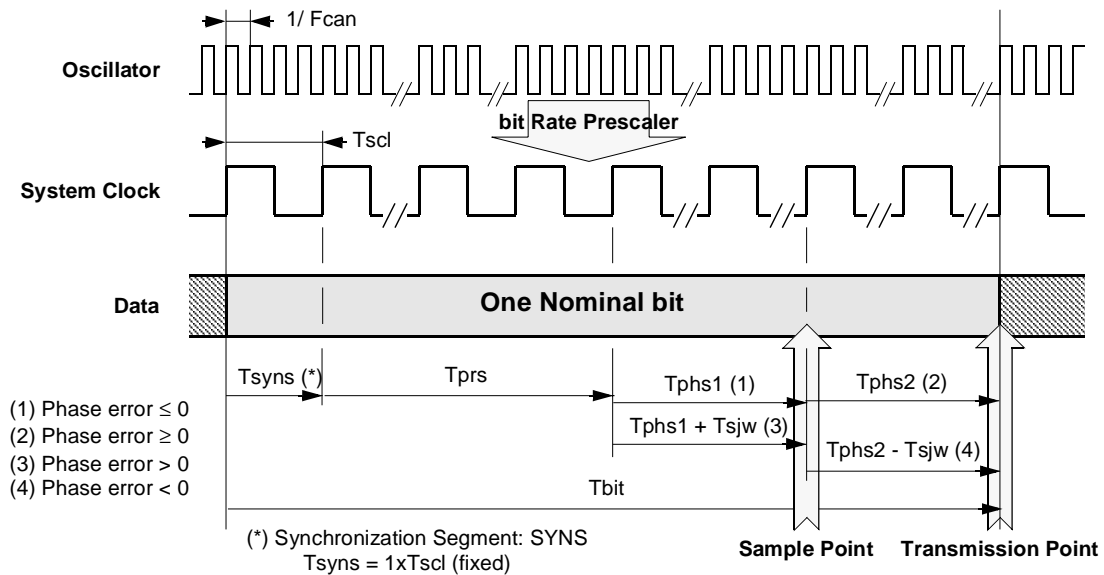 1/ Fcan
Oscillator
bit Rate Prescaler
Tscl
System Clock
Data
One Nominal bit
Tsyns (*)
Tprs
Tphs1 (1)
Tphs2 (2)
(1) Phase error ≤ 0
(2) Phase error ≥ 0
(3) Phase error > 0
(4) Phase error < 0
Tphs1 + Tsjw (3)
Tphs2 - Tsjw (4)
Tbit
(*) Synchronization Segment: SYNS
Tsyns = 1xTscl (fixed)
Sample Point
Transmission Point